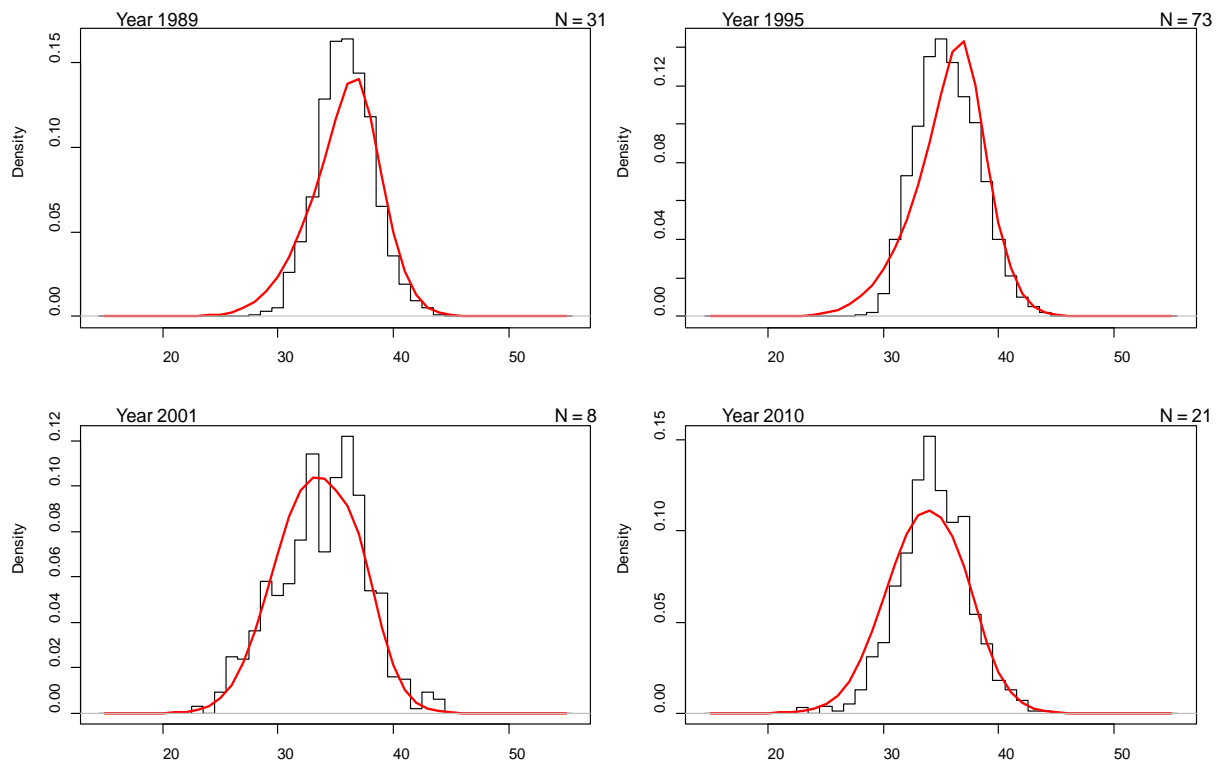 Year 1989 N = 31
Density
0.00 0.05 0.10 0.15
20 30 40 50
Year 1995 N = 73
Density
0.00 0.04 0.08 0.12
20 30 40 50
Year 2001 N = 8
Density
0.00 0.02 0.04 0.06 0.08 0.10 0.12
20 30 40 50
Year 2010 N = 21
Density
0.00 0.05 0.10 0.15
20 30 40 50